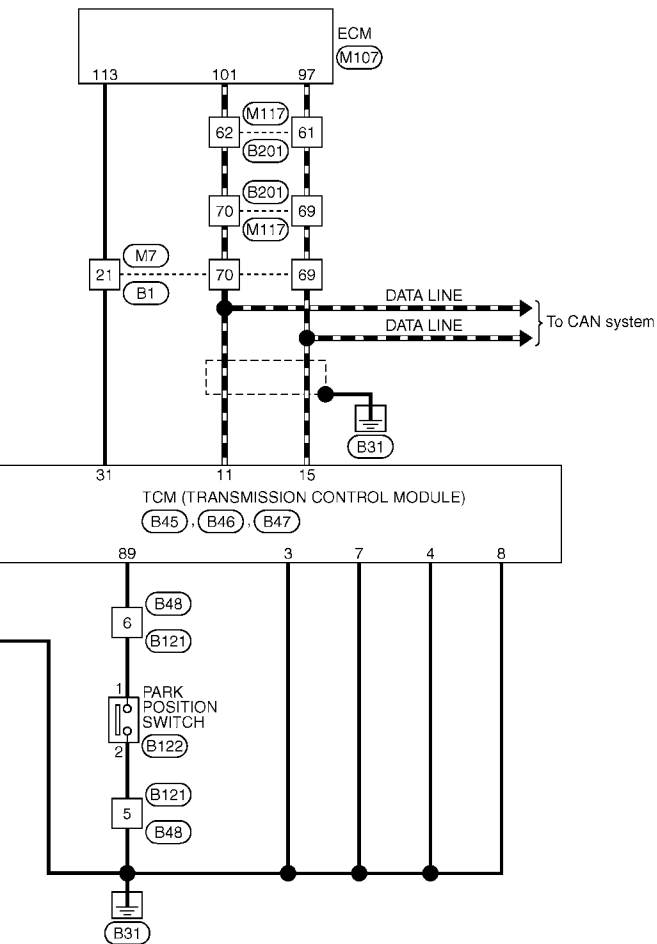 ECM
M107
113 101 97
M117
62 61
B201
B201
70 69
M117
M7
21 70 69
B1
DATA LINE
To CAN system
DATA LINE
B31
31 11 15
TCM (TRANSMISSION CONTROL MODULE)
B45 , B46 , B47
89 3 7 4 8
B48
6
B121
1 PARK
POSITION
SWITCH
2 B122
B121
5
B48
B31